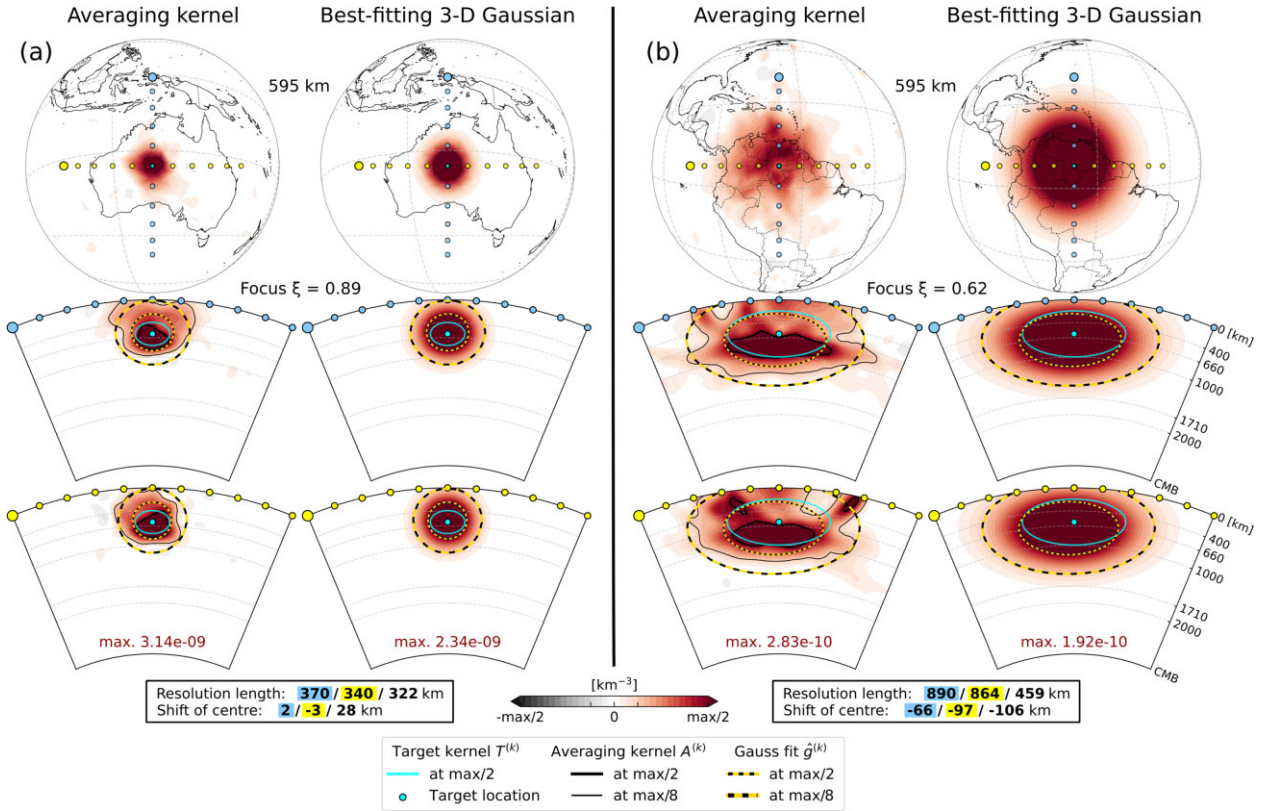 Averaging kernel
Best-fitting 3-D Gaussian
(a)
595 km
Focus ξ = 0.89
max. 3.14e-09
max. 2.34e-09
Resolution length: 370 / 340 / 322 km
Shift of centre: 2 / -3 / 28 km
Averaging kernel
Best-fitting 3-D Gaussian
(b)
595 km
Focus ξ = 0.62
0 [km]
400
660
1000
1710
2000
CMB
0 [km]
400
660
1000
1710
2000
CMB
max. 2.83e-10
max. 1.92e-10
Resolution length: 890 / 864 / 459 km
Shift of centre: -66 / -97 / -106 km
[km⁻³]
-max/2 0 max/2
Target kernel T⁽ᵏ⁾ Averaging kernel A⁽ᵏ⁾ Gauss fit ĝ⁽ᵏ⁾
at max/2 at max/2 at max/2
Target location at max/8 at max/8